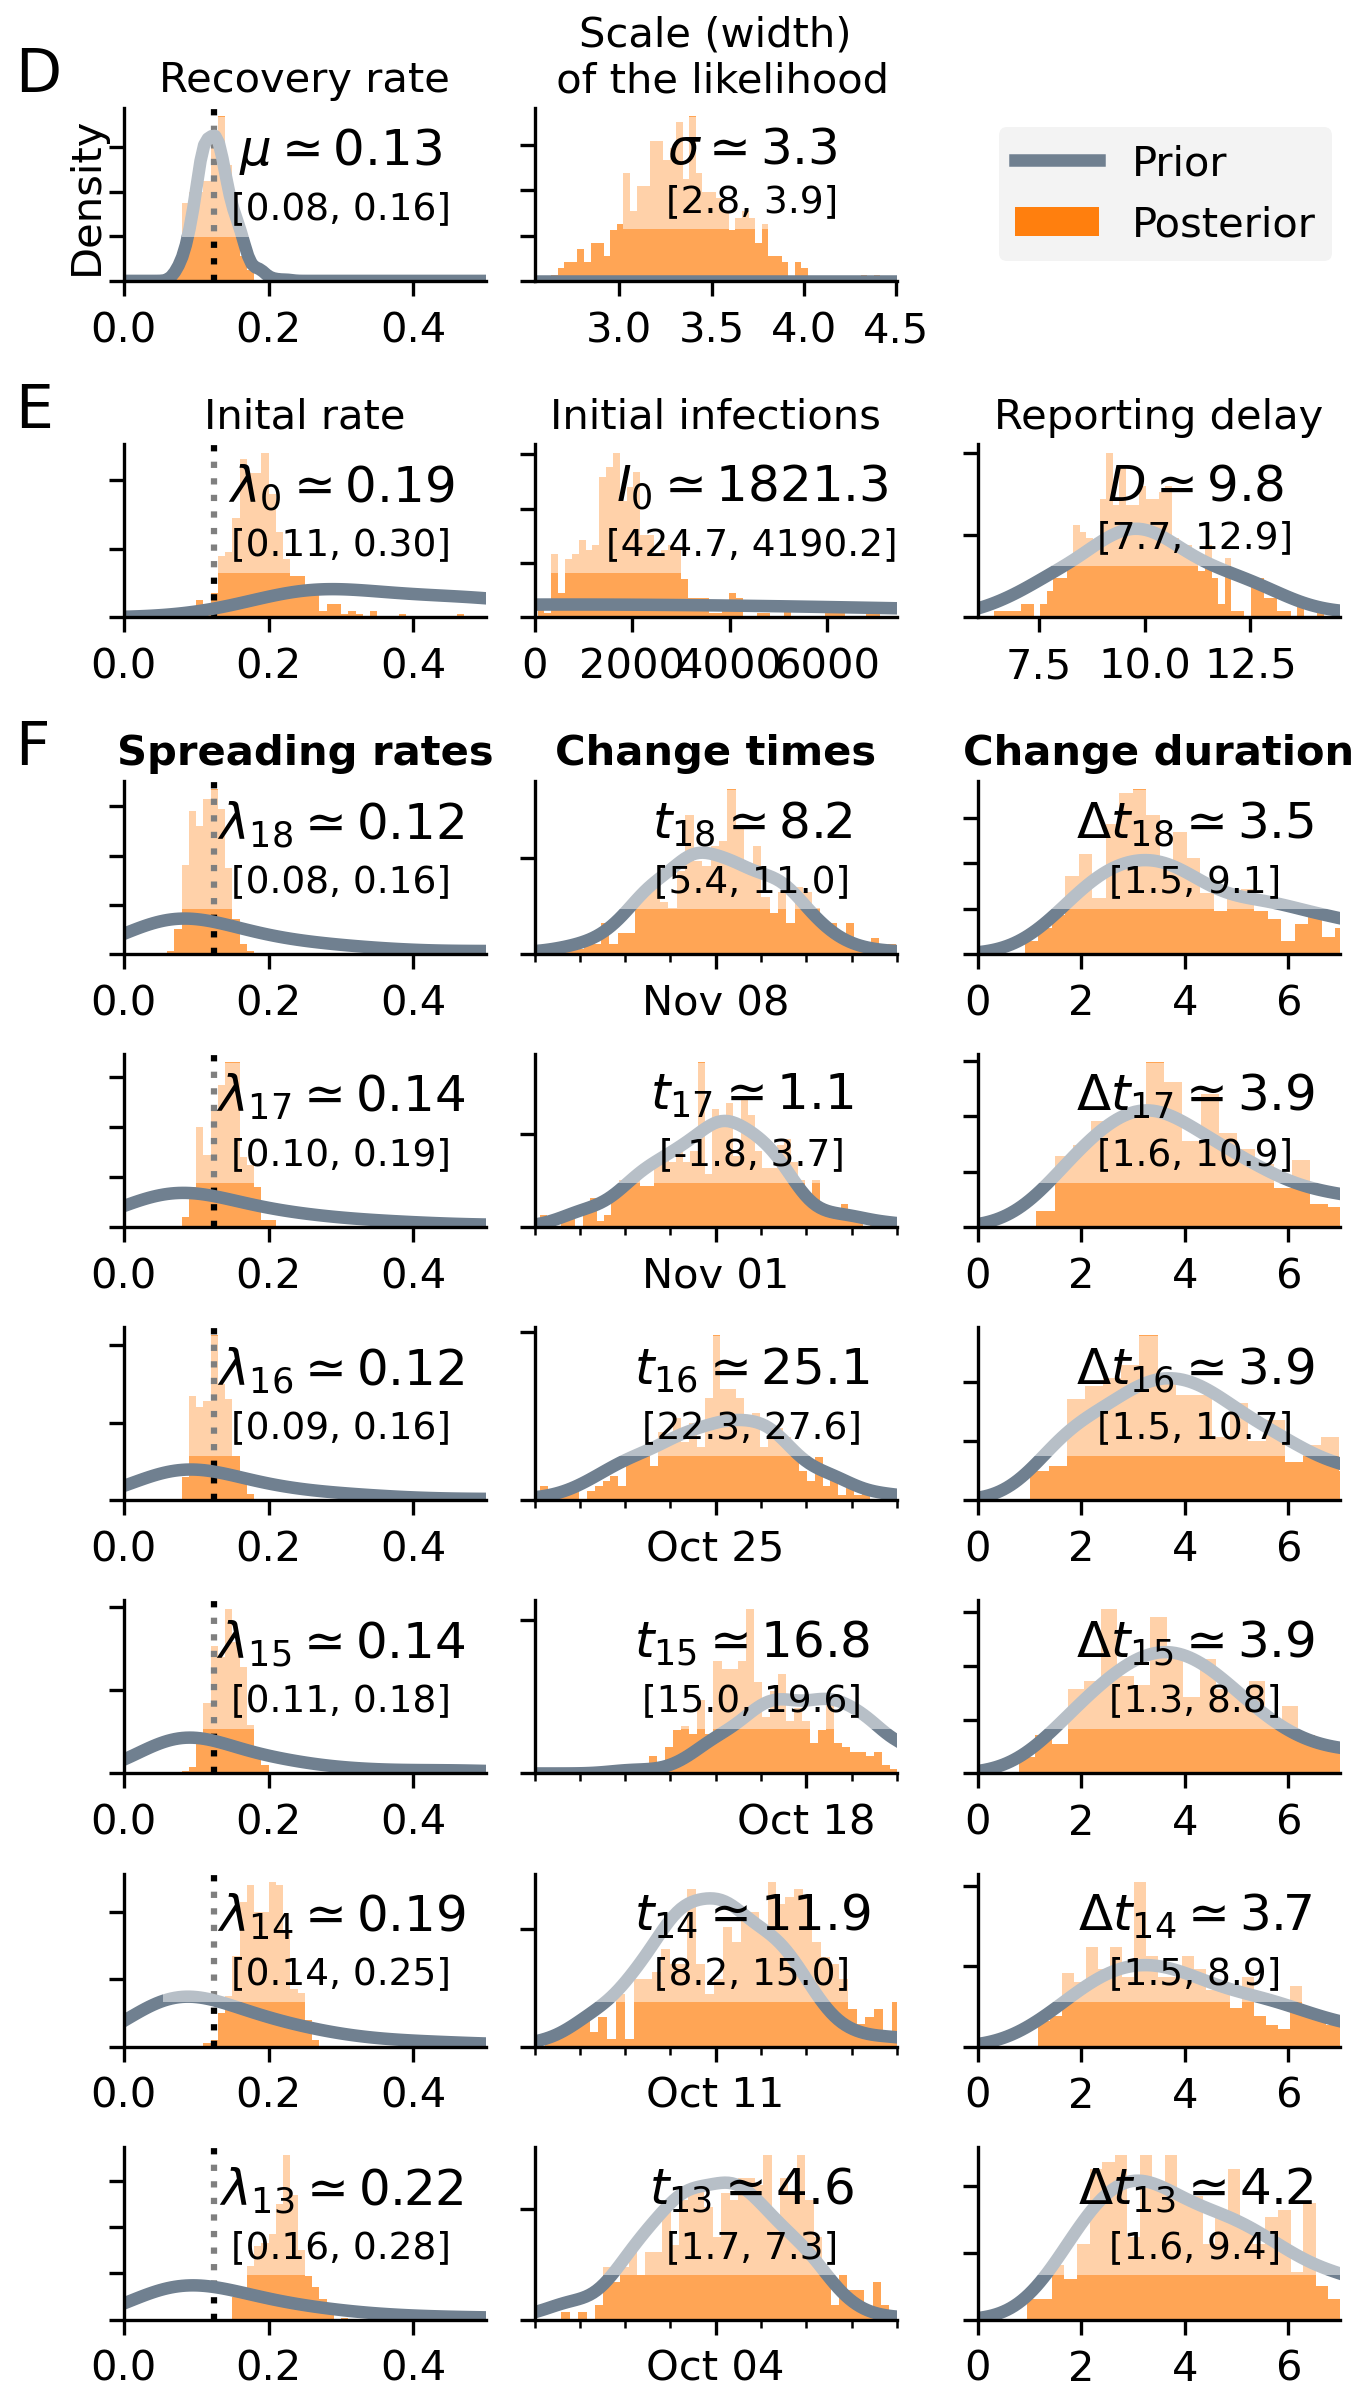 D
Recovery rate
Scale (width)
of the likelihood
Density
μ ≃ 0.13
[0.08, 0.16]
σ ≃ 3.3
[2.8, 3.9]
Prior
Posterior
0.0 0.2 0.4
3.0 3.5 4.0 4.5
E
Inital rate
Initial infections
Reporting delay
λ0 ≃ 0.19
[0.11, 0.30]
I0 ≃ 1821.3
[424.7, 4190.2]
D ≃ 9.8
[7.7, 12.9]
0.0 0.2 0.4
0 2000 4000 6000
7.5 10.0 12.5
F
Spreading rates
Change times
Change duration
λ18 ≃ 0.12
[0.08, 0.16]
t18 ≃ 8.2
[5.4, 11.0]
Δt18 ≃ 3.5
[1.5, 9.1]
0.0 0.2 0.4
Nov 08
0 2 4 6
λ17 ≃ 0.14
[0.10, 0.19]
t17 ≃ 1.1
[-1.8, 3.7]
Δt17 ≃ 3.9
[1.6, 10.9]
0.0 0.2 0.4
Nov 01
0 2 4 6
λ16 ≃ 0.12
[0.09, 0.16]
t16 ≃ 25.1
[22.3, 27.6]
Δt16 ≃ 3.9
[1.5, 10.7]
0.0 0.2 0.4
Oct 25
0 2 4 6
λ15 ≃ 0.14
[0.11, 0.18]
t15 ≃ 16.8
[15.0, 19.6]
Δt15 ≃ 3.9
[1.3, 8.8]
0.0 0.2 0.4
Oct 18
0 2 4 6
λ14 ≃ 0.19
[0.14, 0.25]
t14 ≃ 11.9
[8.2, 15.0]
Δt14 ≃ 3.7
[1.5, 8.9]
0.0 0.2 0.4
Oct 11
0 2 4 6
λ13 ≃ 0.22
[0.16, 0.28]
t13 ≃ 4.6
[1.7, 7.3]
Δt13 ≃ 4.2
[1.6, 9.4]
0.0 0.2 0.4
Oct 04
0 2 4 6